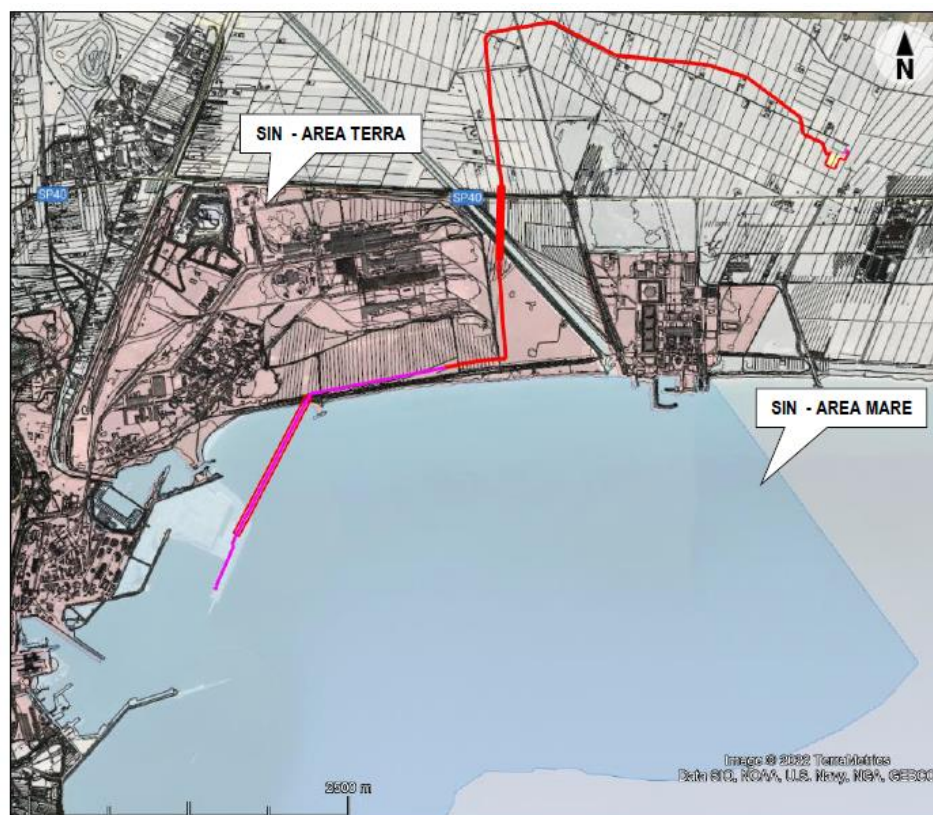 N
SIN - AREA TERRA
SP40
SP40
SIN - AREA MARE
Image © 2022 TerraMetrics
Data SIO, NOAA, U.S. Navy, NGA, GEBCO
2500 m